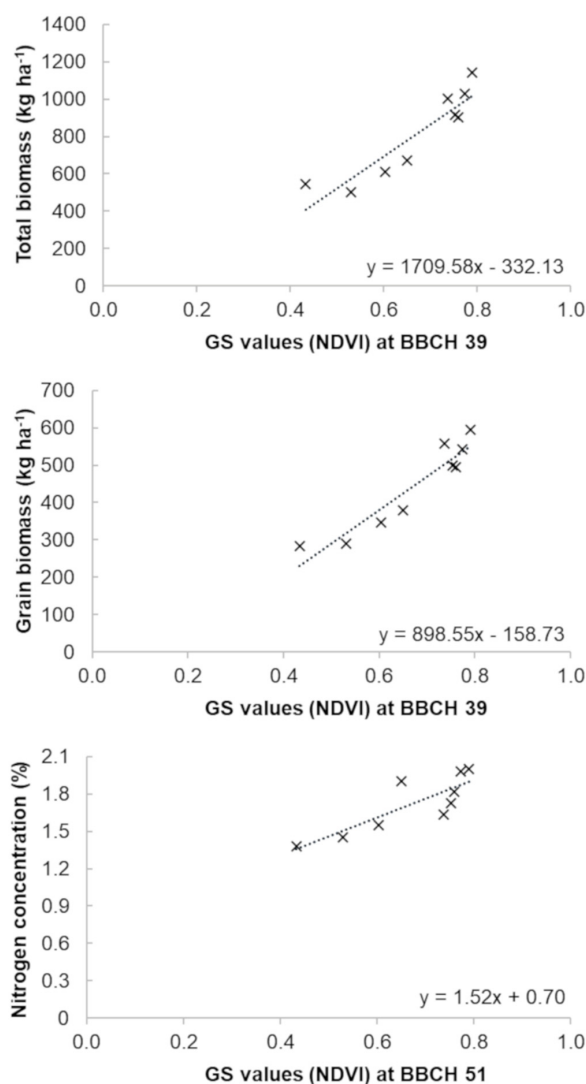 Total biomass (kg ha⁻¹)
1400
1200
1000
800
600
400
200
0
y = 1709.58x - 332.13
0.0 0.2 0.4 0.6 0.8 1.0
GS values (NDVI) at BBCH 39
Grain biomass (kg ha⁻¹)
700
600
500
400
300
200
100
0
y = 898.55x - 158.73
0.0 0.2 0.4 0.6 0.8 1.0
GS values (NDVI) at BBCH 39
Nitrogen concentration (%)
2.1
1.8
1.5
1.2
0.9
0.6
0.3
0
y = 1.52x + 0.70
0.0 0.2 0.4 0.6 0.8 1.0
GS values (NDVI) at BBCH 51